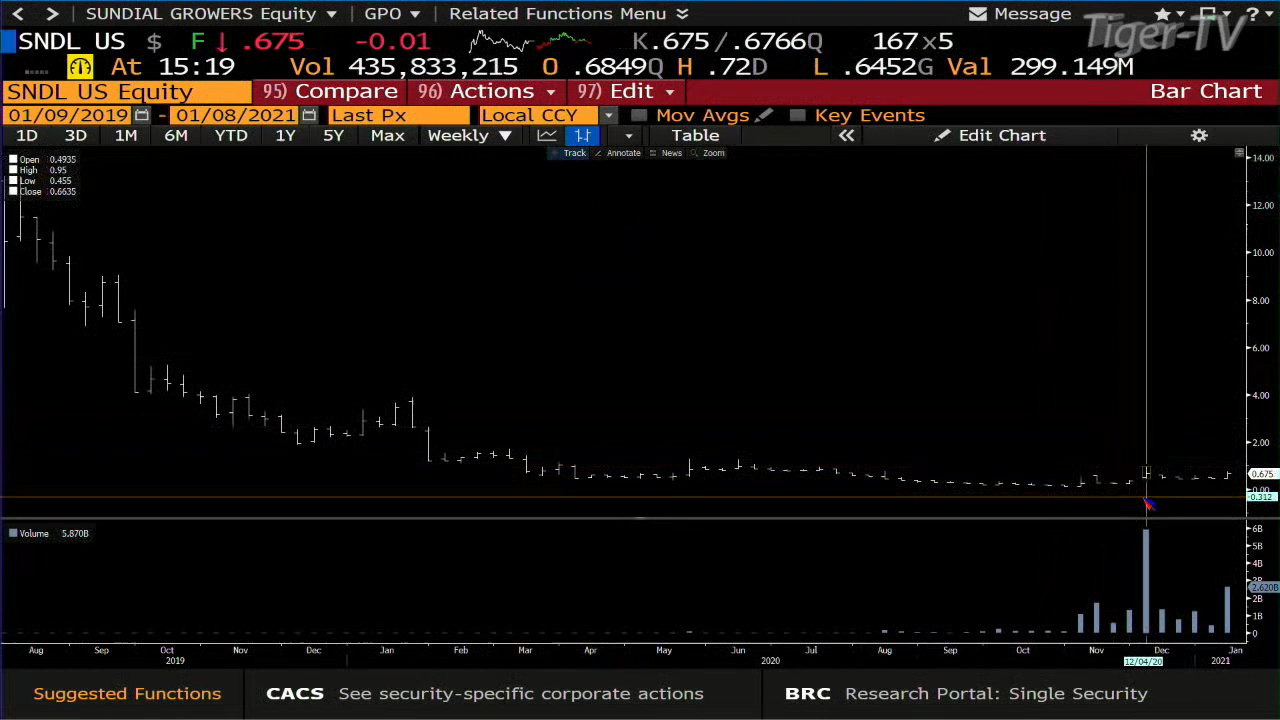 SUNDIAL GROWERS Equity GPO Related Functions Menu Message ?
Tiger-TV
SNDL US $ F .675 -0.01 K.675/.6766Q 167x5
At 15:19 Vol 435,833,215 O .6849Q H .72D L .6452G Val 299.149M
SNDL US Equity 95) Compare 96) Actions 97) Edit Bar Chart
01/09/2019 - 01/08/2021 Last Px Local CCY Mov Avgs Key Events
1D 3D 1M 6M YTD 1Y 5Y Max Weekly Table Edit Chart
Track Annotate News Zoom
Open 0.4935
High 0.95
Low 0.455
Close 0.6635
14.00
12.00
10.00
8.00
6.00
4.00
2.00
0.675
0.00
-0.312
Volume 5.870B
6B
5B
4B
3B
2.620B
2B
1B
0
Aug Sep Oct Nov Dec Jan Feb Mar Apr May Jun Jul Aug Sep Oct Nov Dec Jan
2019 2020 12/04/20 2021
Suggested Functions CACS See security-specific corporate actions BRC Research Portal: Single Security